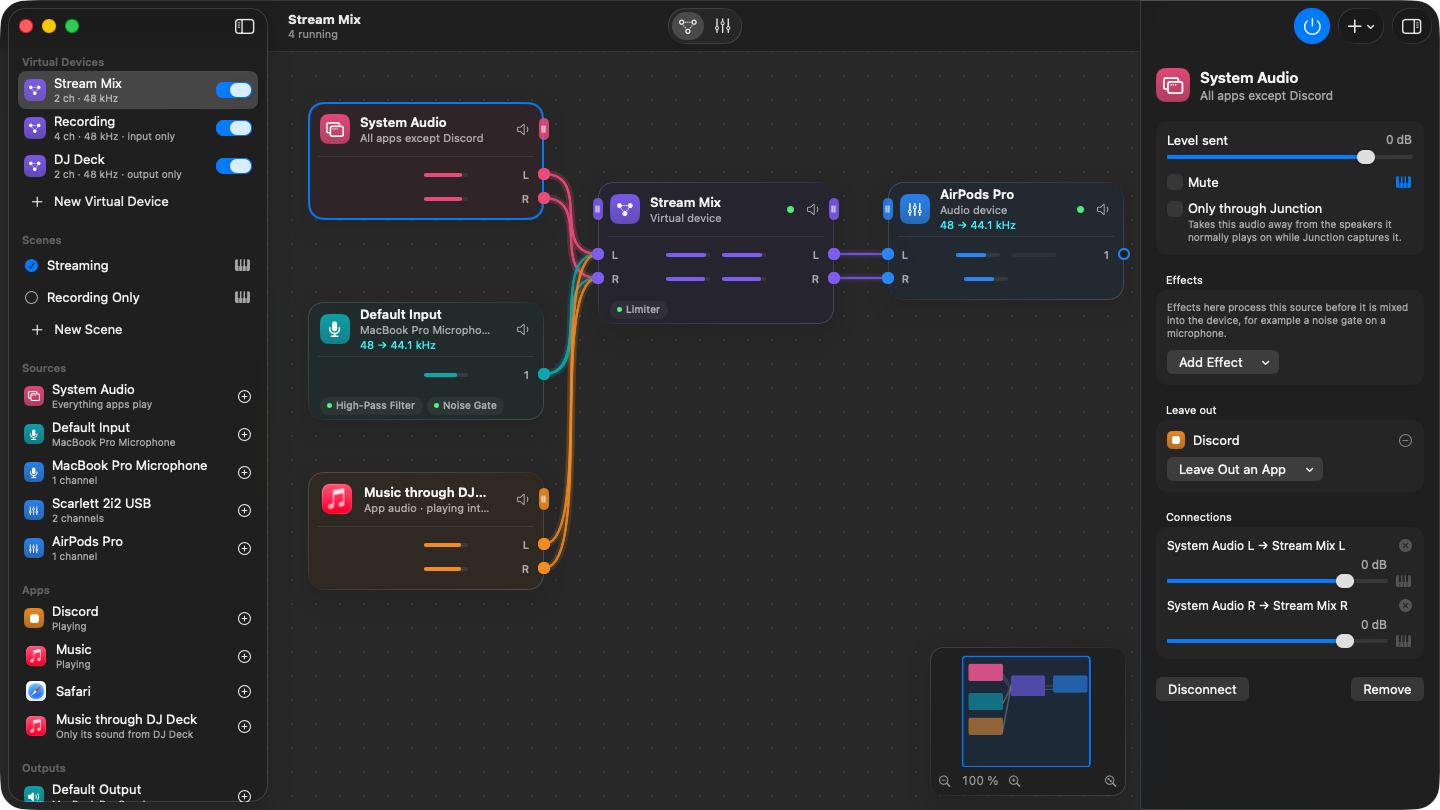 Stream Mix
4 running
Virtual Devices
Stream Mix
2 ch · 48 kHz
Recording
4 ch · 48 kHz · input only
DJ Deck
2 ch · 48 kHz · output only
New Virtual Device
Scenes
Streaming
Recording Only
New Scene
Sources
System Audio
Everything apps play
Default Input
MacBook Pro Microphone
MacBook Pro Microphone
1 channel
Scarlett 2i2 USB
2 channels
AirPods Pro
1 channel
Apps
Discord
Playing
Music
Playing
Safari
Music through DJ Deck
Only its sound from DJ Deck
Outputs
Default Output
System Audio
All apps except Discord
L
R
Default Input
MacBook Pro Micropho...
48 → 44.1 kHz
1
High-Pass Filter
Noise Gate
Music through DJ...
App audio · playing int...
L
R
Stream Mix
Virtual device
L
L
R
R
Limiter
AirPods Pro
Audio device
48 → 44.1 kHz
L
1
R
100 %
System Audio
All apps except Discord
Level sent
0 dB
Mute
Only through Junction
Takes this audio away from the speakers it
normally plays on while Junction captures it.
Effects
Effects here process this source before it is mixed
into the device, for example a noise gate on a
microphone.
Add Effect
Leave out
Discord
Leave Out an App
Connections
System Audio L → Stream Mix L
0 dB
System Audio R → Stream Mix R
0 dB
Disconnect
Remove